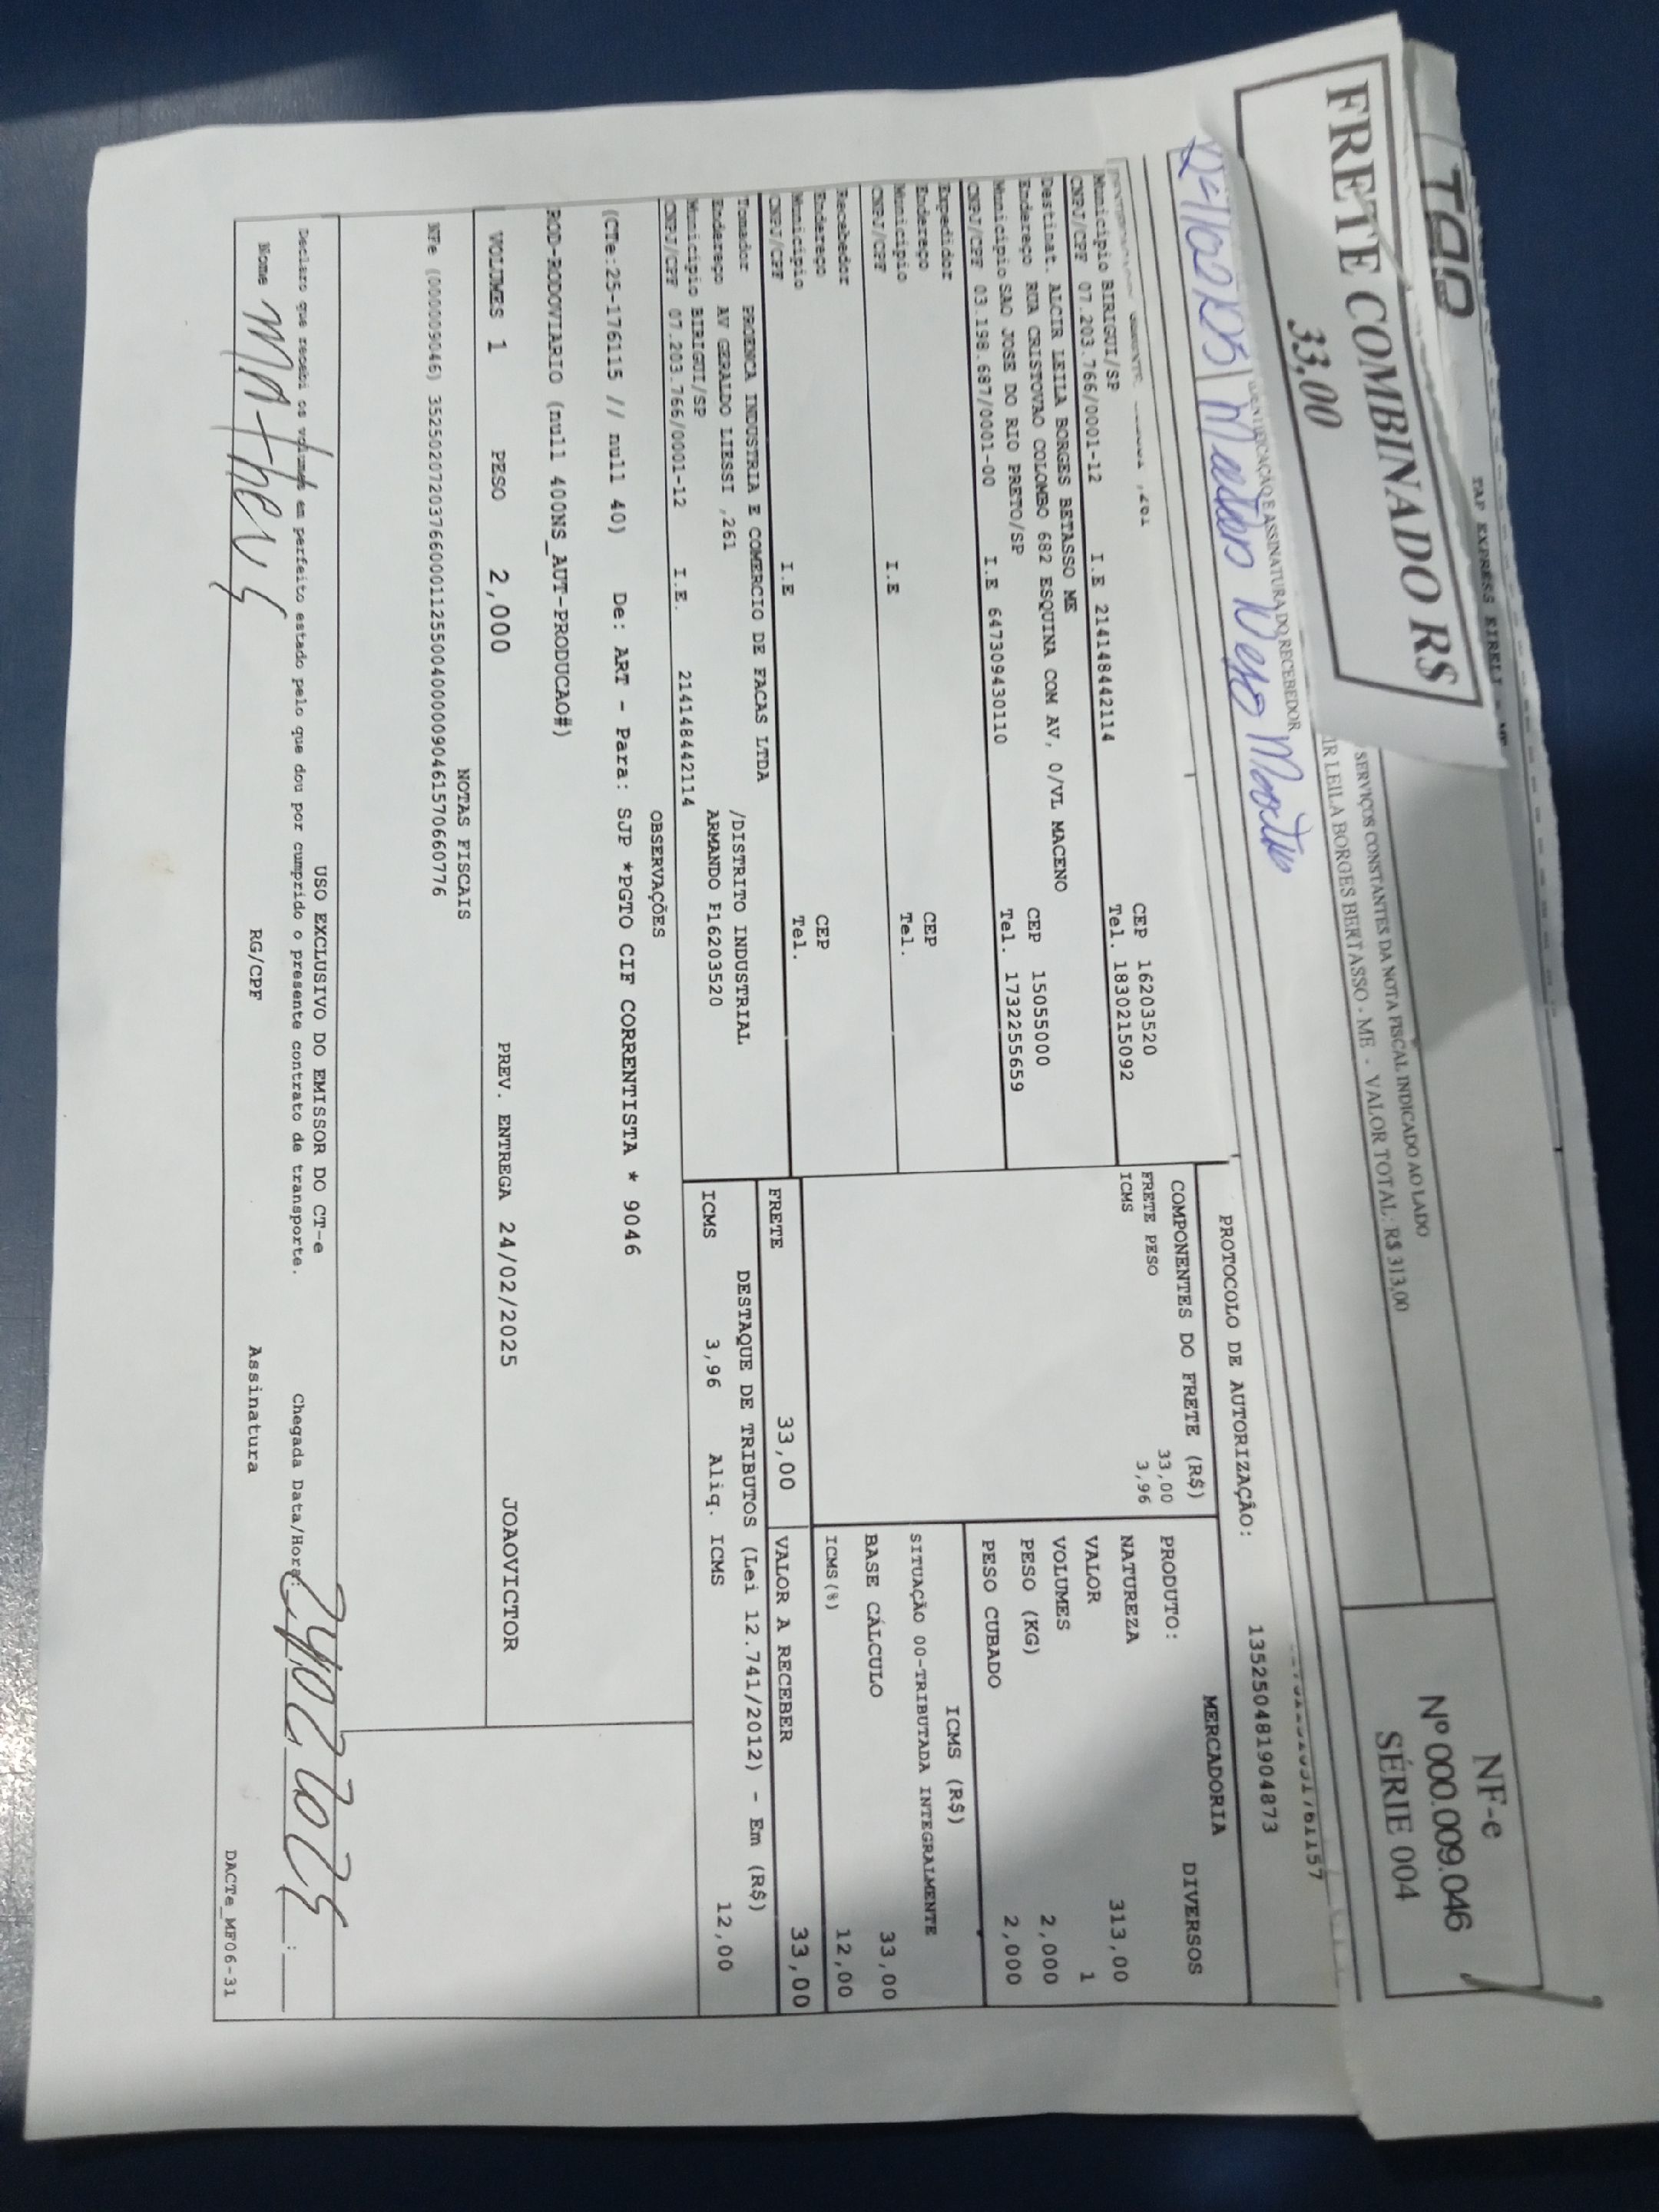 TAP EXPRESS EIRELI - ME
FRETE COMBINADO R$
33,00
SERVIÇOS CONSTANTES DA NOTA FISCAL INDICADO AO LADO
IR LEILA BORGES BERTASSO - ME - VALOR TOTAL: R$ 313,00
IDENTIFICAÇÃO E ASSINATURA DO RECEBEDOR
NF-e
Nº 000.009.046
SÉRIE 004
PROTOCOLO DE AUTORIZAÇÃO: 135250481904873
CEP 16203520
Município BIRIGUI/SP Tel. 1830215092
CNPJ/CPF 07.203.766/0001-12 I.E 214148442114
Destinat. ALCIR LEILA BORGES BETASSO ME
Endereço RUA CRISTOVAO COLOMBO 682 ESQUINA COM AV, 0/VL MACENO CEP 15055000
Município SAO JOSE DO RIO PRETO/SP Tel. 1732255659
CNPJ/CPF 03.198.687/0001-00 I.E 647309430110
Expedidor
Endereço CEP
Município Tel.
CNPJ/CPF I.E
Recebedor
Endereço CEP
Município Tel.
CNPJ/CPF I.E
Tomador PROENCA INDUSTRIA E COMERCIO DE FACAS LTDA
Endereço AV GERALDO LIESSI ,261 /DISTRITO INDUSTRIAL
Município BIRIGUI/SP ARMANDO F16203520
CNPJ/CPF 07.203.766/0001-12 I.E. 214148442114
COMPONENTES DO FRETE (R$)
FRETE PESO 33,00
ICMS 3,96
MERCADORIA
PRODUTO: DIVERSOS
NATUREZA
VALOR 313,00
VOLUMES 1
PESO (KG) 2,000
PESO CUBADO 2,000
ICMS (R$)
SITUAÇÃO 00-TRIBUTADA INTEGRALMENTE
BASE CÁLCULO 33,00
ICMS(%) 12,00
FRETE 33,00 VALOR A RECEBER 33,00
DESTAQUE DE TRIBUTOS (Lei 12.741/2012) - Em (R$)
ICMS 3,96 Aliq. ICMS 12,00
OBSERVAÇÕES
(CTe:25-176115 // null 40) De: ART - Para: SJP *PGTO CIF CORRENTISTA * 9046
ROD-RODOVIARIO (null 400NS_AUT-PRODUCAO#)
VOLUMES 1 PESO 2,000 PREV. ENTREGA 24/02/2025 JOAOVICTOR
NOTAS FISCAIS
NFe (000009046) 35250207203766000112550040000090461570660776
USO EXCLUSIVO DO EMISSOR DO CT-e
Declaro que recebi os volumes em perfeito estado pelo que dou por cumprido o presente contrato de transporte. Chegada Data/Hora:
Nome Matheus RG/CPF Assinatura
DACTe_MF06-31